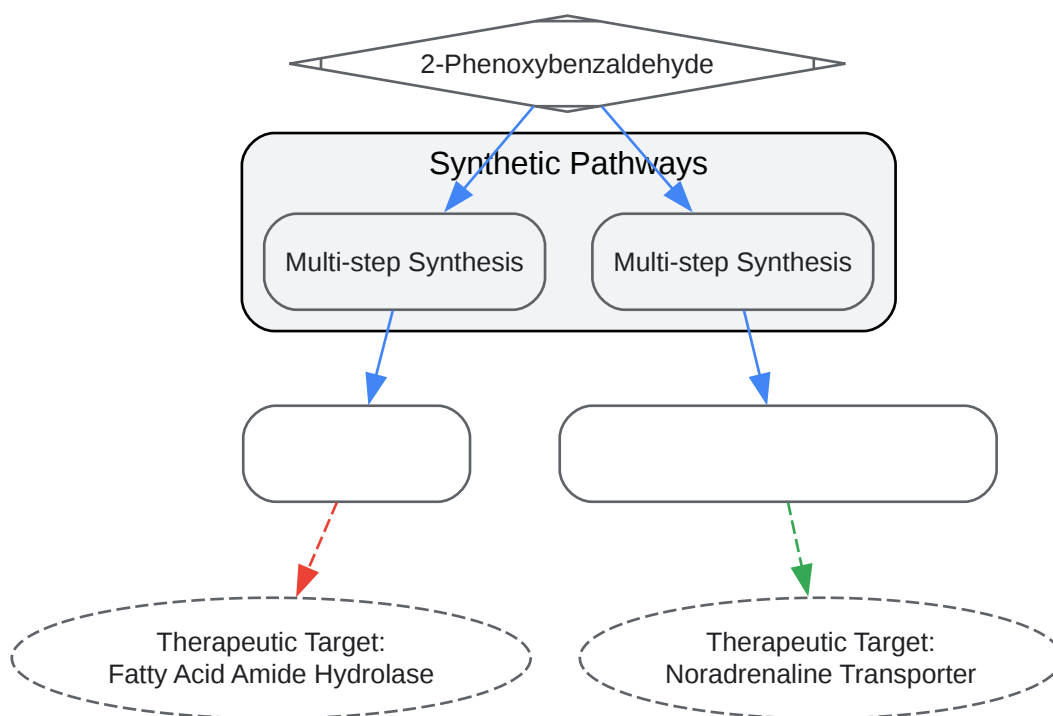 2-Phenoxybenzaldehyde
Synthetic Pathways
Multi-step Synthesis
Multi-step Synthesis
Therapeutic Target:
Fatty Acid Amide Hydrolase
Therapeutic Target:
Noradrenaline Transporter